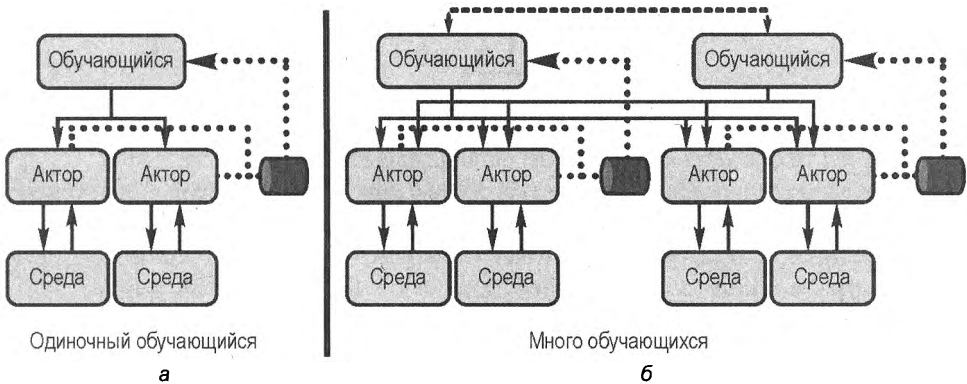 Обучающийся
Обучающийся
Обучающийся
Актор
Актор
Актор
Актор
Актор
Актор
Среда
Среда
Среда
Среда
Среда
Среда
Одиночный обучающийся
Много обучающихся
а
б